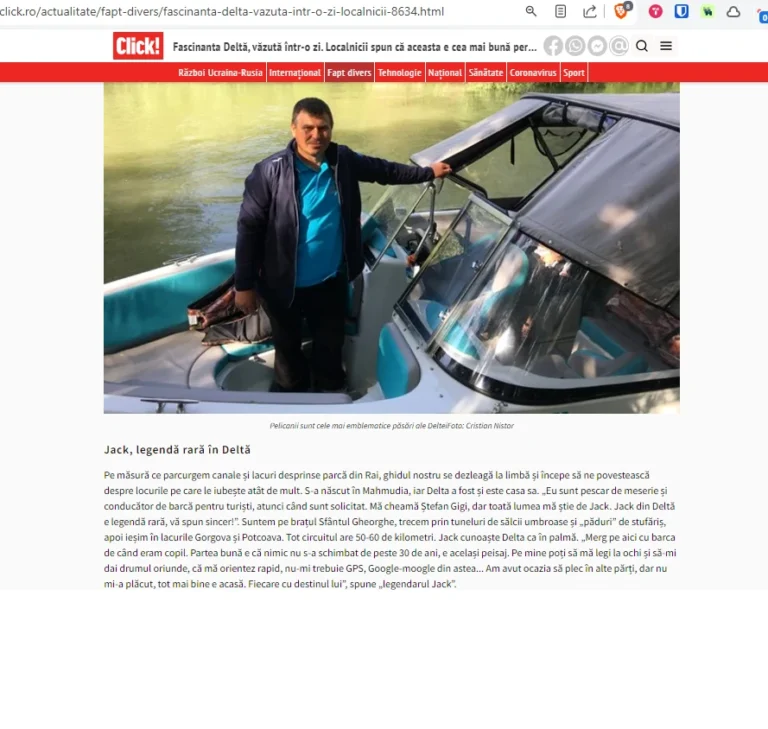 click.ro/actualitate/fapt-divers/fascinanta-delta-vazuta-intr-o-zi-localnicii-8634.html
Click!
Fascinanta Deltă, văzută într-o zi. Localnicii spun că aceasta e cea mai bună per...
Război Ucraina-Rusia Internațional Fapt divers Tehnologie Național Sănătate Coronavirus Sport
Pelicanii sunt cele mai emblematice păsări ale DelteiFoto: Cristian Nistor
Jack, legendă rară în Deltă
Pe măsură ce parcurgem canale și lacuri desprinse parcă din Rai, ghidul nostru se dezleagă la limbă și începe să ne povestească
despre locurile pe care le iubește atât de mult. S-a născut în Mahmudia, iar Delta a fost și este casa sa. „Eu sunt pescar de meserie și
conducător de barcă pentru turiști, atunci când sunt solicitat. Mă cheamă Ștefan Gigi, dar toată lumea mă știe de Jack. Jack din Deltă
e legendă rară, vă spun sincer!”. Suntem pe brațul Sfântul Gheorghe, trecem prin tuneluri de sălcii umbroase și „păduri” de stufăriș,
apoi ieșim în lacurile Gorgova și Potcoava. Tot circuitul are 50-60 de kilometri. Jack cunoaște Delta ca în palmă. „Merg pe aici cu barca
de când eram copil. Partea bună e că nimic nu s-a schimbat de peste 30 de ani, e același peisaj. Pe mine poți să mă legi la ochi și să-mi
dai drumul oriunde, că mă orientez rapid, nu-mi trebuie GPS, Google-moogle din astea... Am avut ocazia să plec în alte părți, dar nu
mi-a plăcut, tot mai bine e acasă. Fiecare cu destinul lui”, spune „legendarul Jack”.